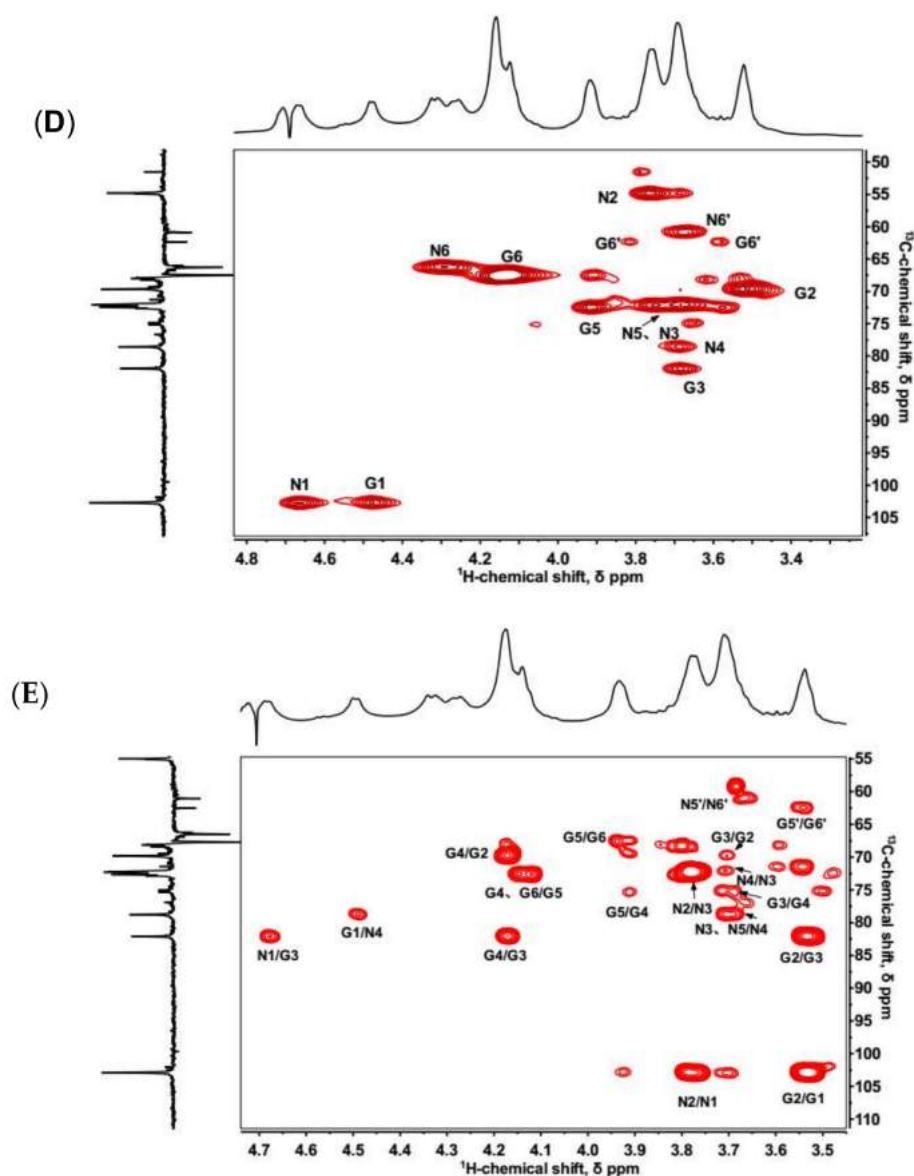 (D)
N2
N6'
G6'
G6'
N6
G6
G2
G5
N5、 N3
N4
G3
N1
G1
50
55
60
65
70
75
80
85
90
95
100
105
¹³C-chemical shift, δ ppm
4.8 4.6 4.4 4.2 4.0 3.8 3.6 3.4
¹H-chemical shift, δ ppm
(E)
N5'/N6'
G5'/G6'
G4/G2
G5/G6
G3/G2
N4/N3
G4、 G6/G5
N2/N3
G3/G4
G5/G4
N3、 N5/N4
G1/N4
N1/G3
G4/G3
G2/G3
N2/N1
G2/G1
55
60
65
70
75
80
85
90
95
100
105
110
¹³C-chemical shift, δ ppm
4.7 4.6 4.5 4.4 4.3 4.2 4.1 4.0 3.9 3.8 3.7 3.6 3.5
¹H-chemical shift, δ ppm